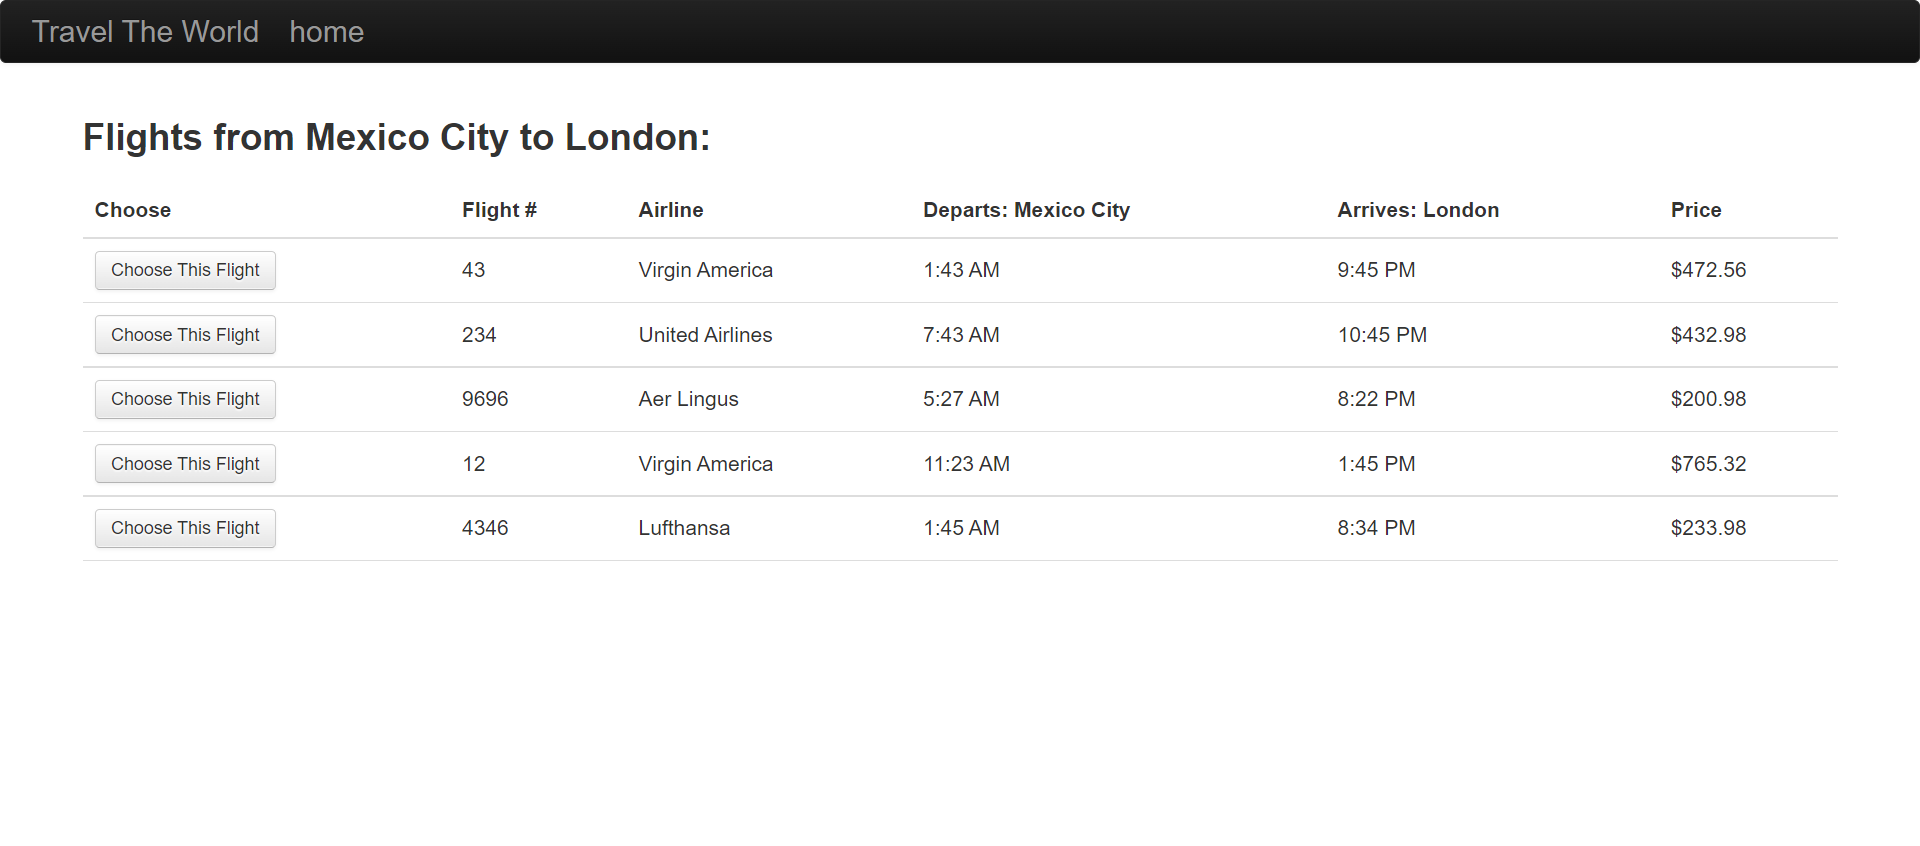 Travel The World home
Flights from Mexico City to London:
Choose Flight # Airline Departs: Mexico City Arrives: London Price
Choose This Flight 43 Virgin America 1:43 AM 9:45 PM $472.56
Choose This Flight 234 United Airlines 7:43 AM 10:45 PM $432.98
Choose This Flight 9696 Aer Lingus 5:27 AM 8:22 PM $200.98
Choose This Flight 12 Virgin America 11:23 AM 1:45 PM $765.32
Choose This Flight 4346 Lufthansa 1:45 AM 8:34 PM $233.98